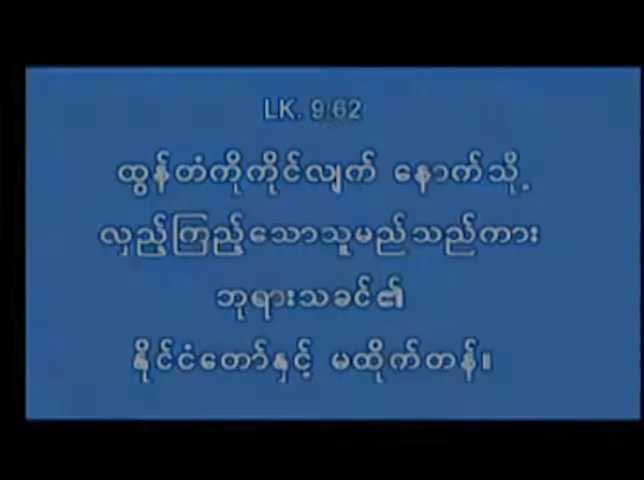 LK. 9:62
ထွန်တံကိုကိုင်လျက် နောက်သို့
လှည့်ကြည့်သောသူမည်သည်ကား
ဘုရားသခင်၏
နိုင်ငံတော်နှင့် မထိုက်တန်။